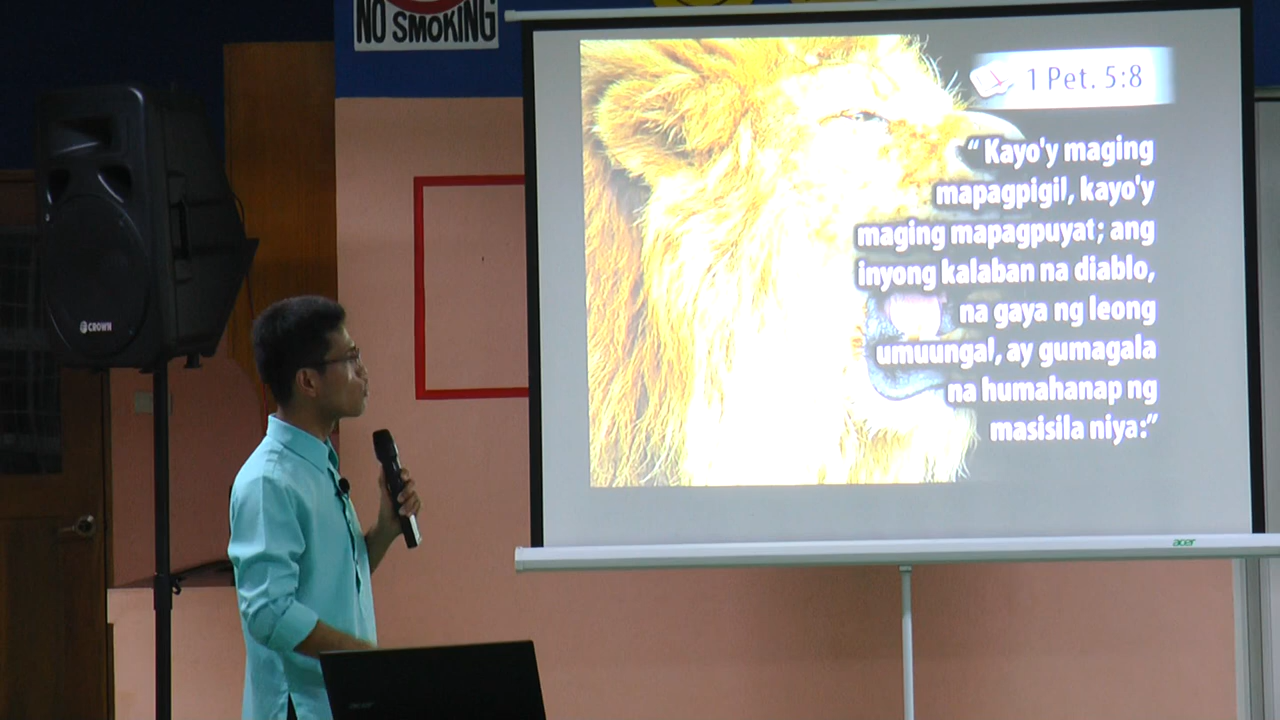 NO SMOKING
1 Pet. 5:8
“ Kayo'y maging
mapagpigil, kayo'y
maging mapagpuyat; ang
inyong kalaban na diablo,
na gaya ng leong
umuungal, ay gumagala
na humahanap ng
masisila niya:”
CROWN
acer
acer